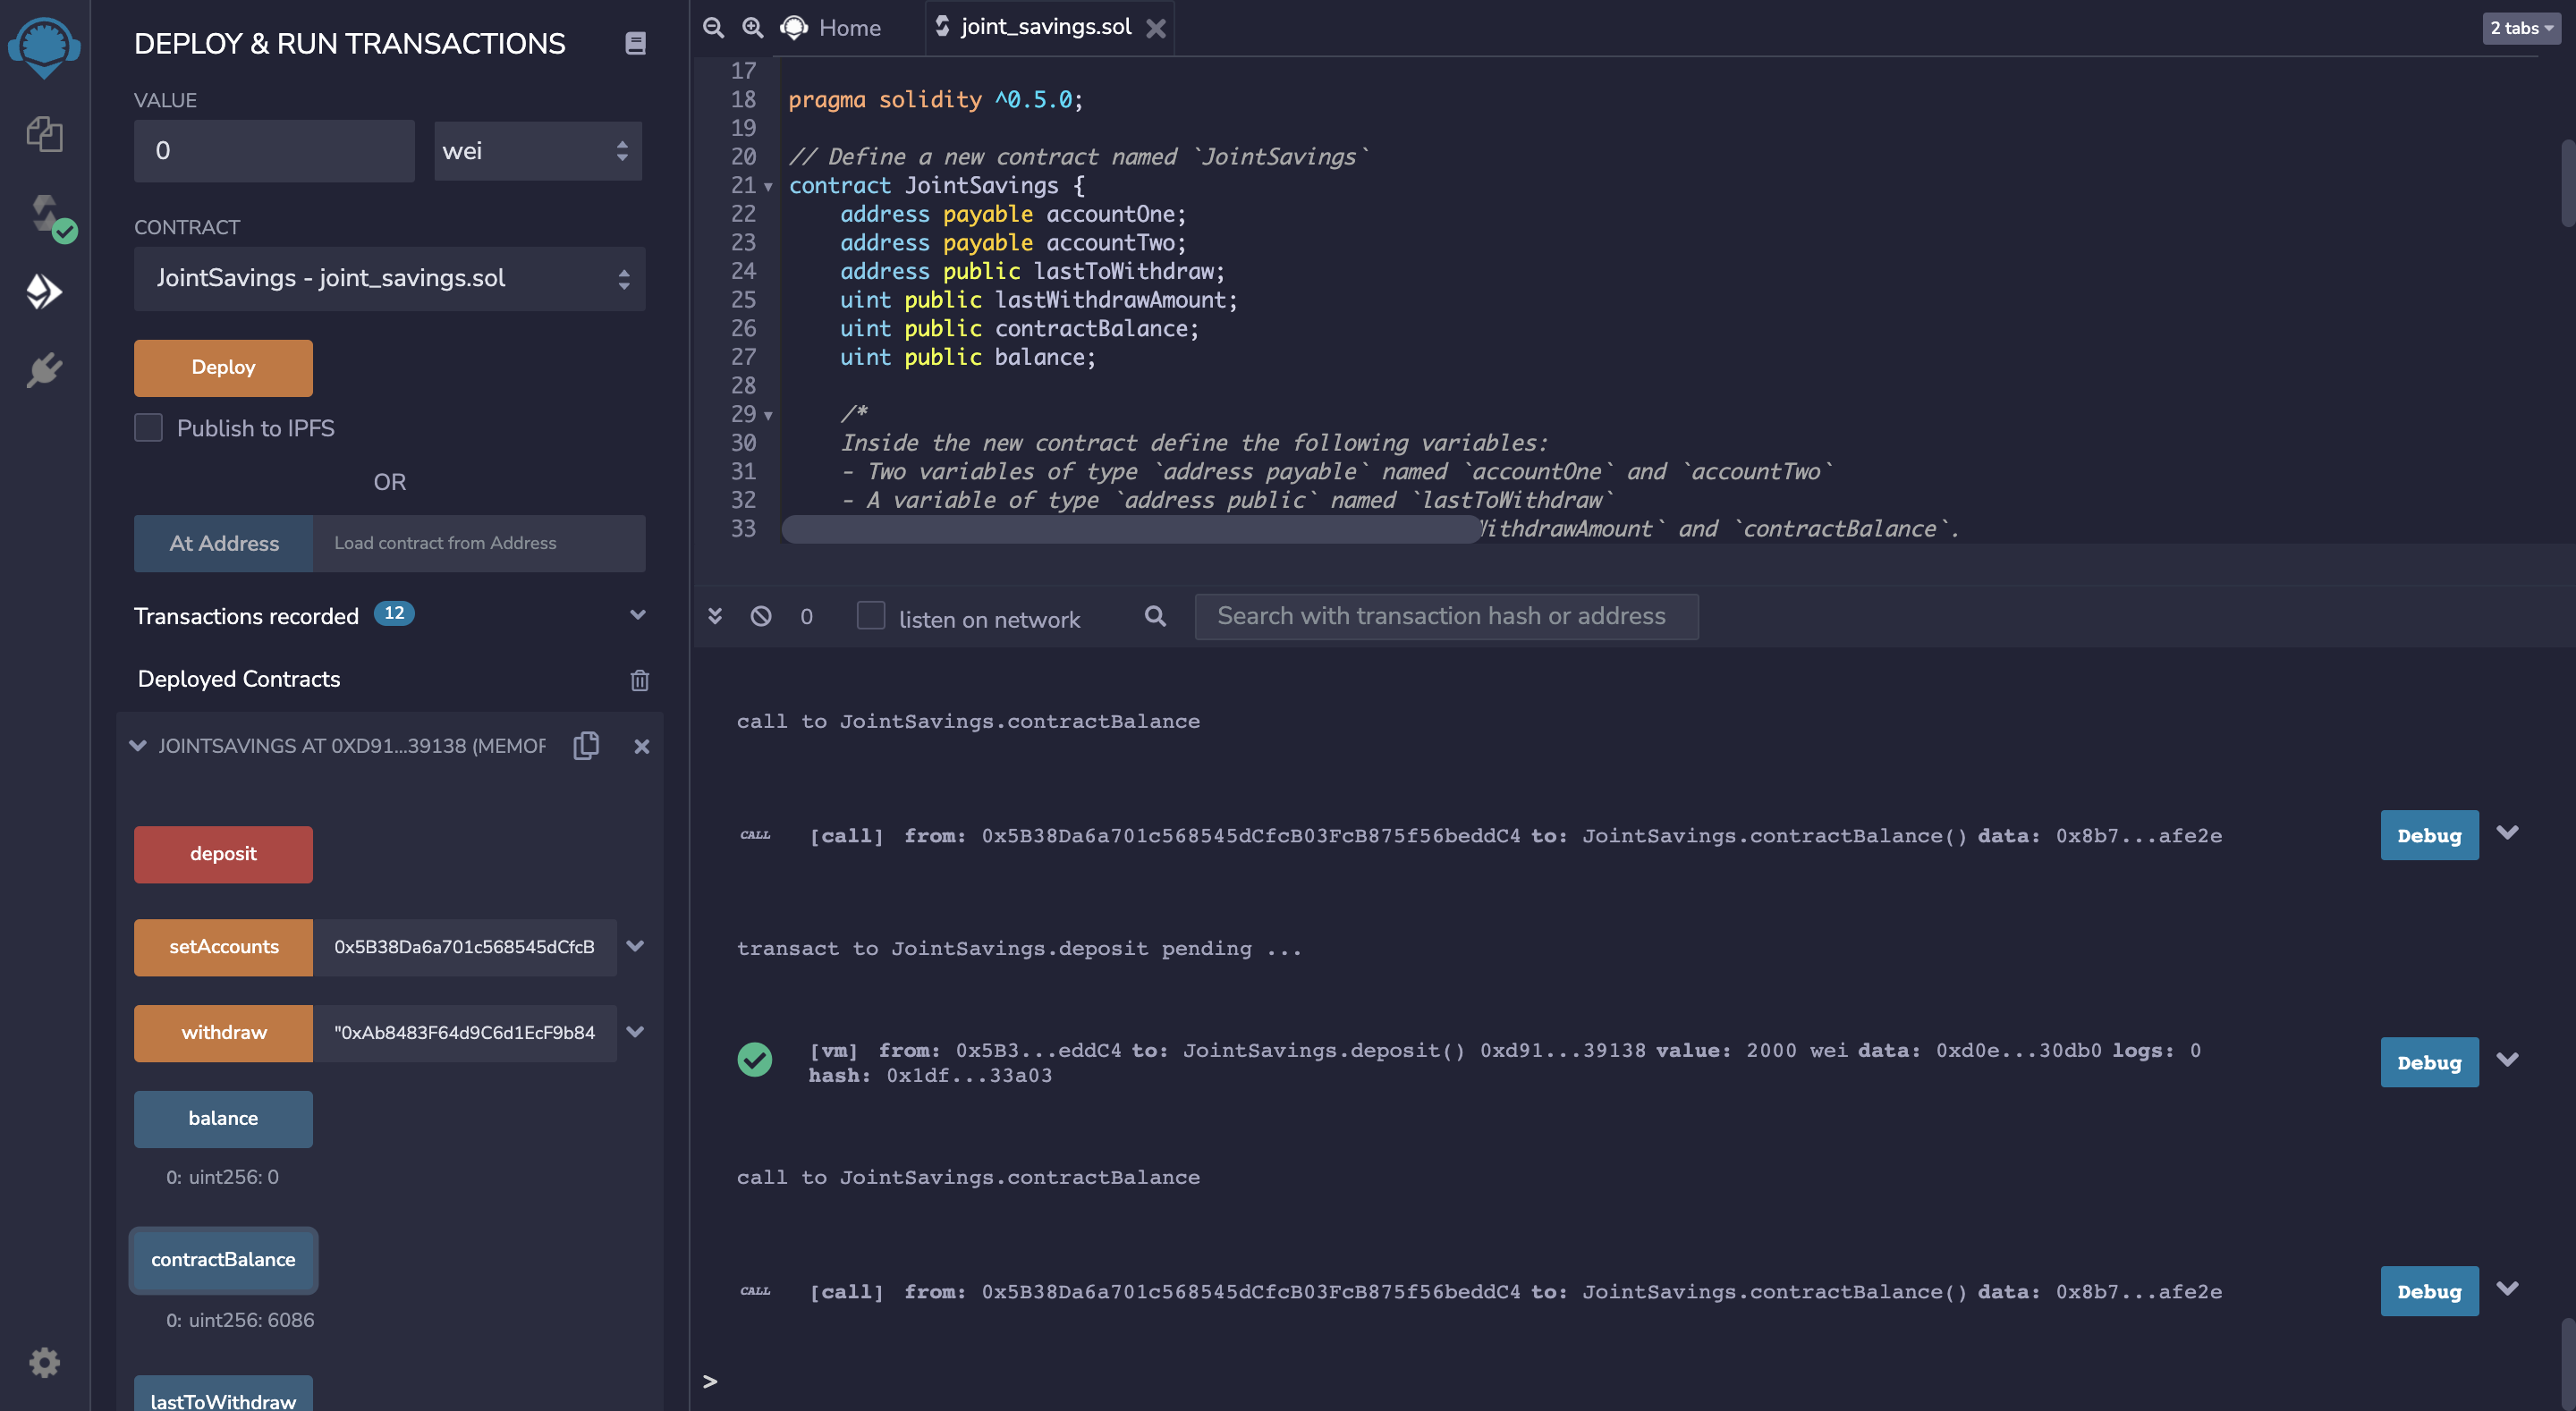 DEPLOY & RUN TRANSACTIONS
VALUE
0
wei
CONTRACT
JointSavings - joint_savings.sol
Deploy
Publish to IPFS
OR
At Address
Load contract from Address
Transactions recorded 12
Deployed Contracts
JOINTSAVINGS AT 0XD91...39138 (MEMOR
deposit
setAccounts
0x5B38Da6a701c568545dCfcB
withdraw
"0xAb8483F64d9C6d1EcF9b84
balance
0: uint256: 0
contractBalance
0: uint256: 6086
lastToWithdraw
Home
joint_savings.sol
2 tabs
17
18 pragma solidity ^0.5.0;
19
20 // Define a new contract named `JointSavings`
21 contract JointSavings {
22 address payable accountOne;
23 address payable accountTwo;
24 address public lastToWithdraw;
25 uint public lastWithdrawAmount;
26 uint public contractBalance;
27 uint public balance;
28
29 /*
30 Inside the new contract define the following variables:
31 - Two variables of type `address payable` named `accountOne` and `accountTwo`
32 - A variable of type `address public` named `lastToWithdraw`
33 WithdrawAmount` and `contractBalance`.
0
listen on network
Search with transaction hash or address
call to JointSavings.contractBalance
CALL [call] from: 0x5B38Da6a701c568545dCfcB03FcB875f56beddC4 to: JointSavings.contractBalance() data: 0x8b7...afe2e
Debug
transact to JointSavings.deposit pending ...
[vm] from: 0x5B3...eddC4 to: JointSavings.deposit() 0xd91...39138 value: 2000 wei data: 0xd0e...30db0 logs: 0
hash: 0x1df...33a03
Debug
call to JointSavings.contractBalance
CALL [call] from: 0x5B38Da6a701c568545dCfcB03FcB875f56beddC4 to: JointSavings.contractBalance() data: 0x8b7...afe2e
Debug
>